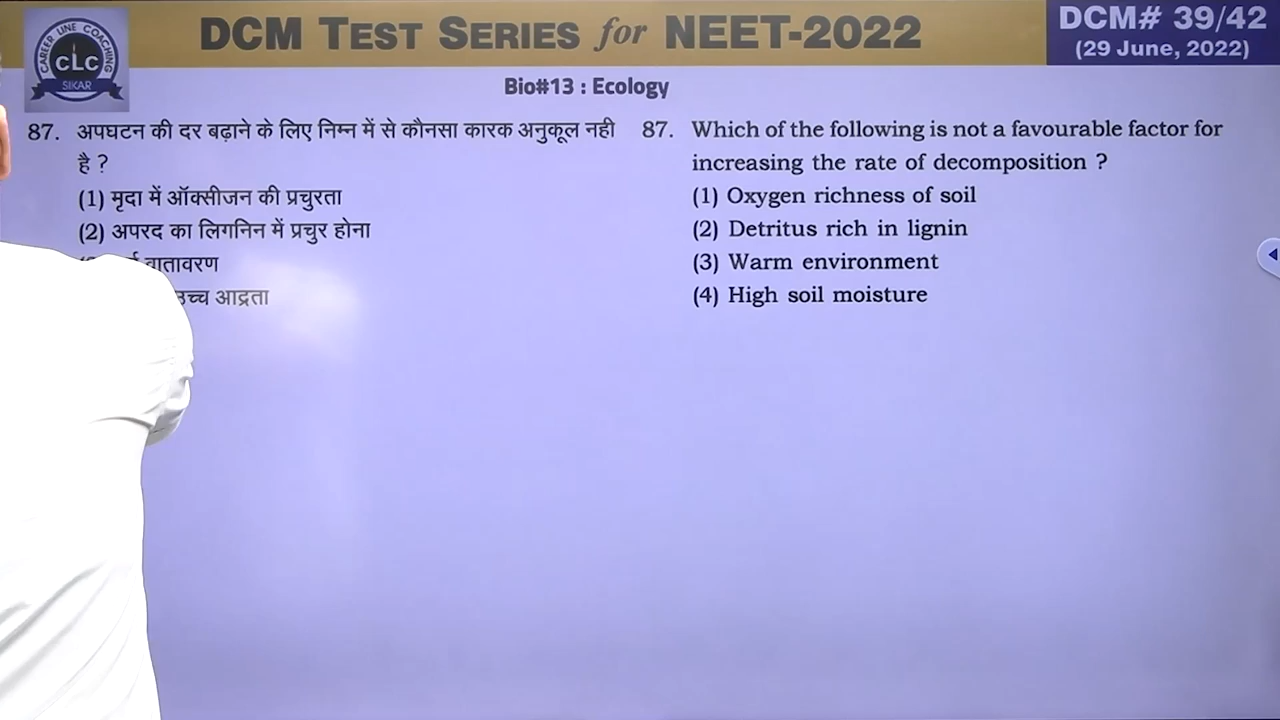 CAREER LINE COACHING
CLC
SIKAR
DCM TEST SERIES for NEET-2022
DCM# 39/42
(29 June, 2022)
Bio#13 : Ecology
87. अपघटन की दर बढ़ाने के लिए निम्न में से कौनसा कारक अनुकूल नही
है ?
(1) मृदा में ऑक्सीजन की प्रचुरता
(2) अपरद का लिगनिन में प्रचुर होना
वातावरण
उच्च आद्रता
87. Which of the following is not a favourable factor for
increasing the rate of decomposition ?
(1) Oxygen richness of soil
(2) Detritus rich in lignin
(3) Warm environment
(4) High soil moisture